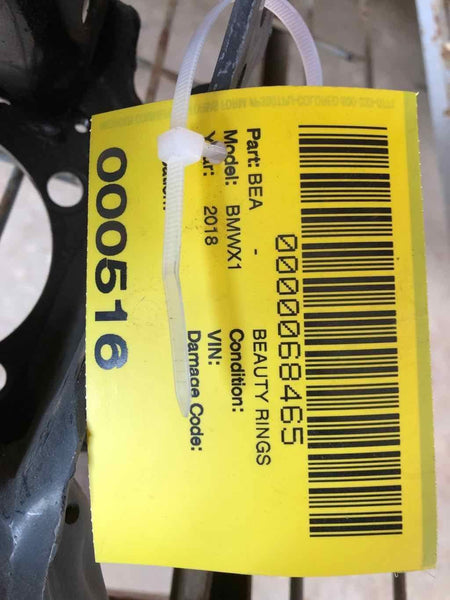 0000068465
Part: BEA - BEAUTY RINGS
Model: BMWX1 Condition:
Year: 2018 VIN:
Damage Code:
000516